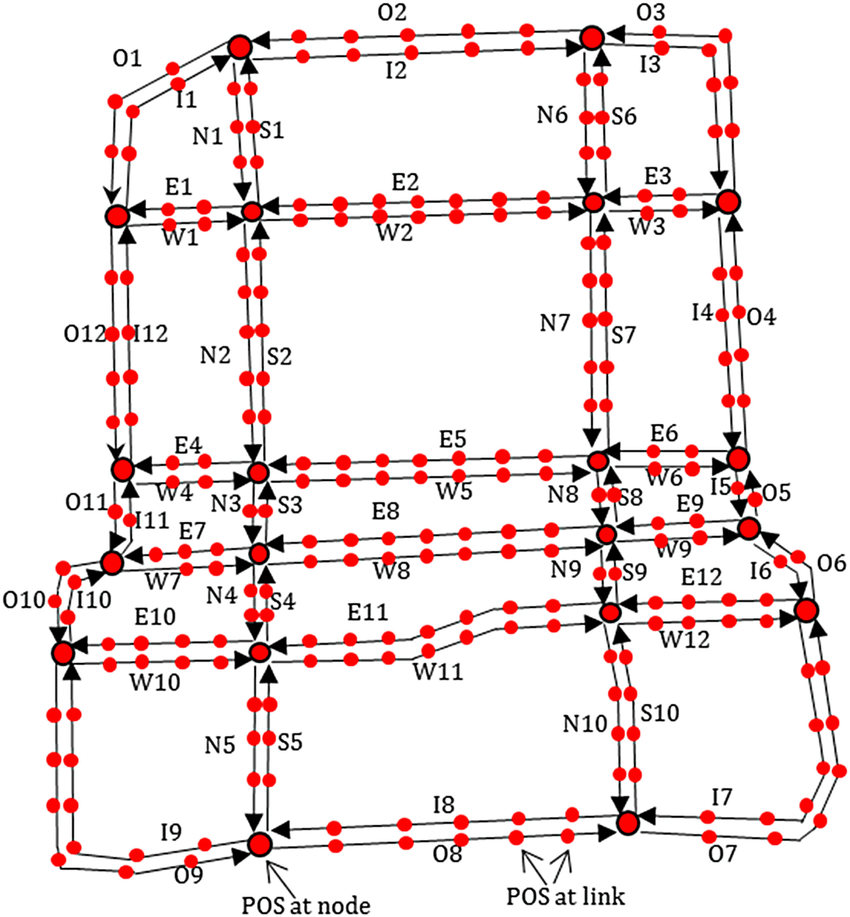 O2
O3
O1
I1
I2
I3
N1
S1
N6
S6
E1
E2
E3
W1
W2
W3
O12
I12
N2
S2
N7
S7
I4
O4
E4
E5
E6
W4
W5
W6
O11
I11
N3
S3
N8
S8
I5
O5
E7
E8
E9
W7
W8
W9
O10
I10
N4
S4
N9
S9
I6
O6
E10
E11
E12
W10
W11
W12
N5
S5
N10
S10
I9
O9
I8
O8
I7
O7
POS at node
POS at link